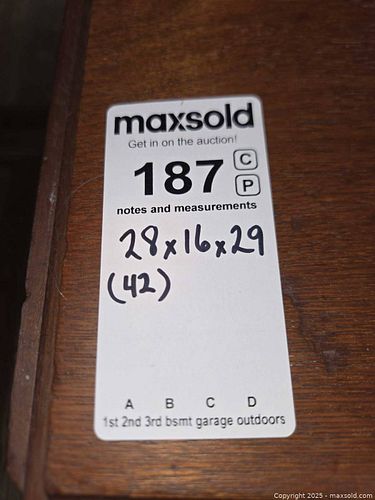 maxsold
Get in on the auction!
187 C
P
notes and measurements
28x16x29
(42)
A B C D
1st 2nd 3rd bsmt garage outdoors
Copyright © 2025 - maxsold.com